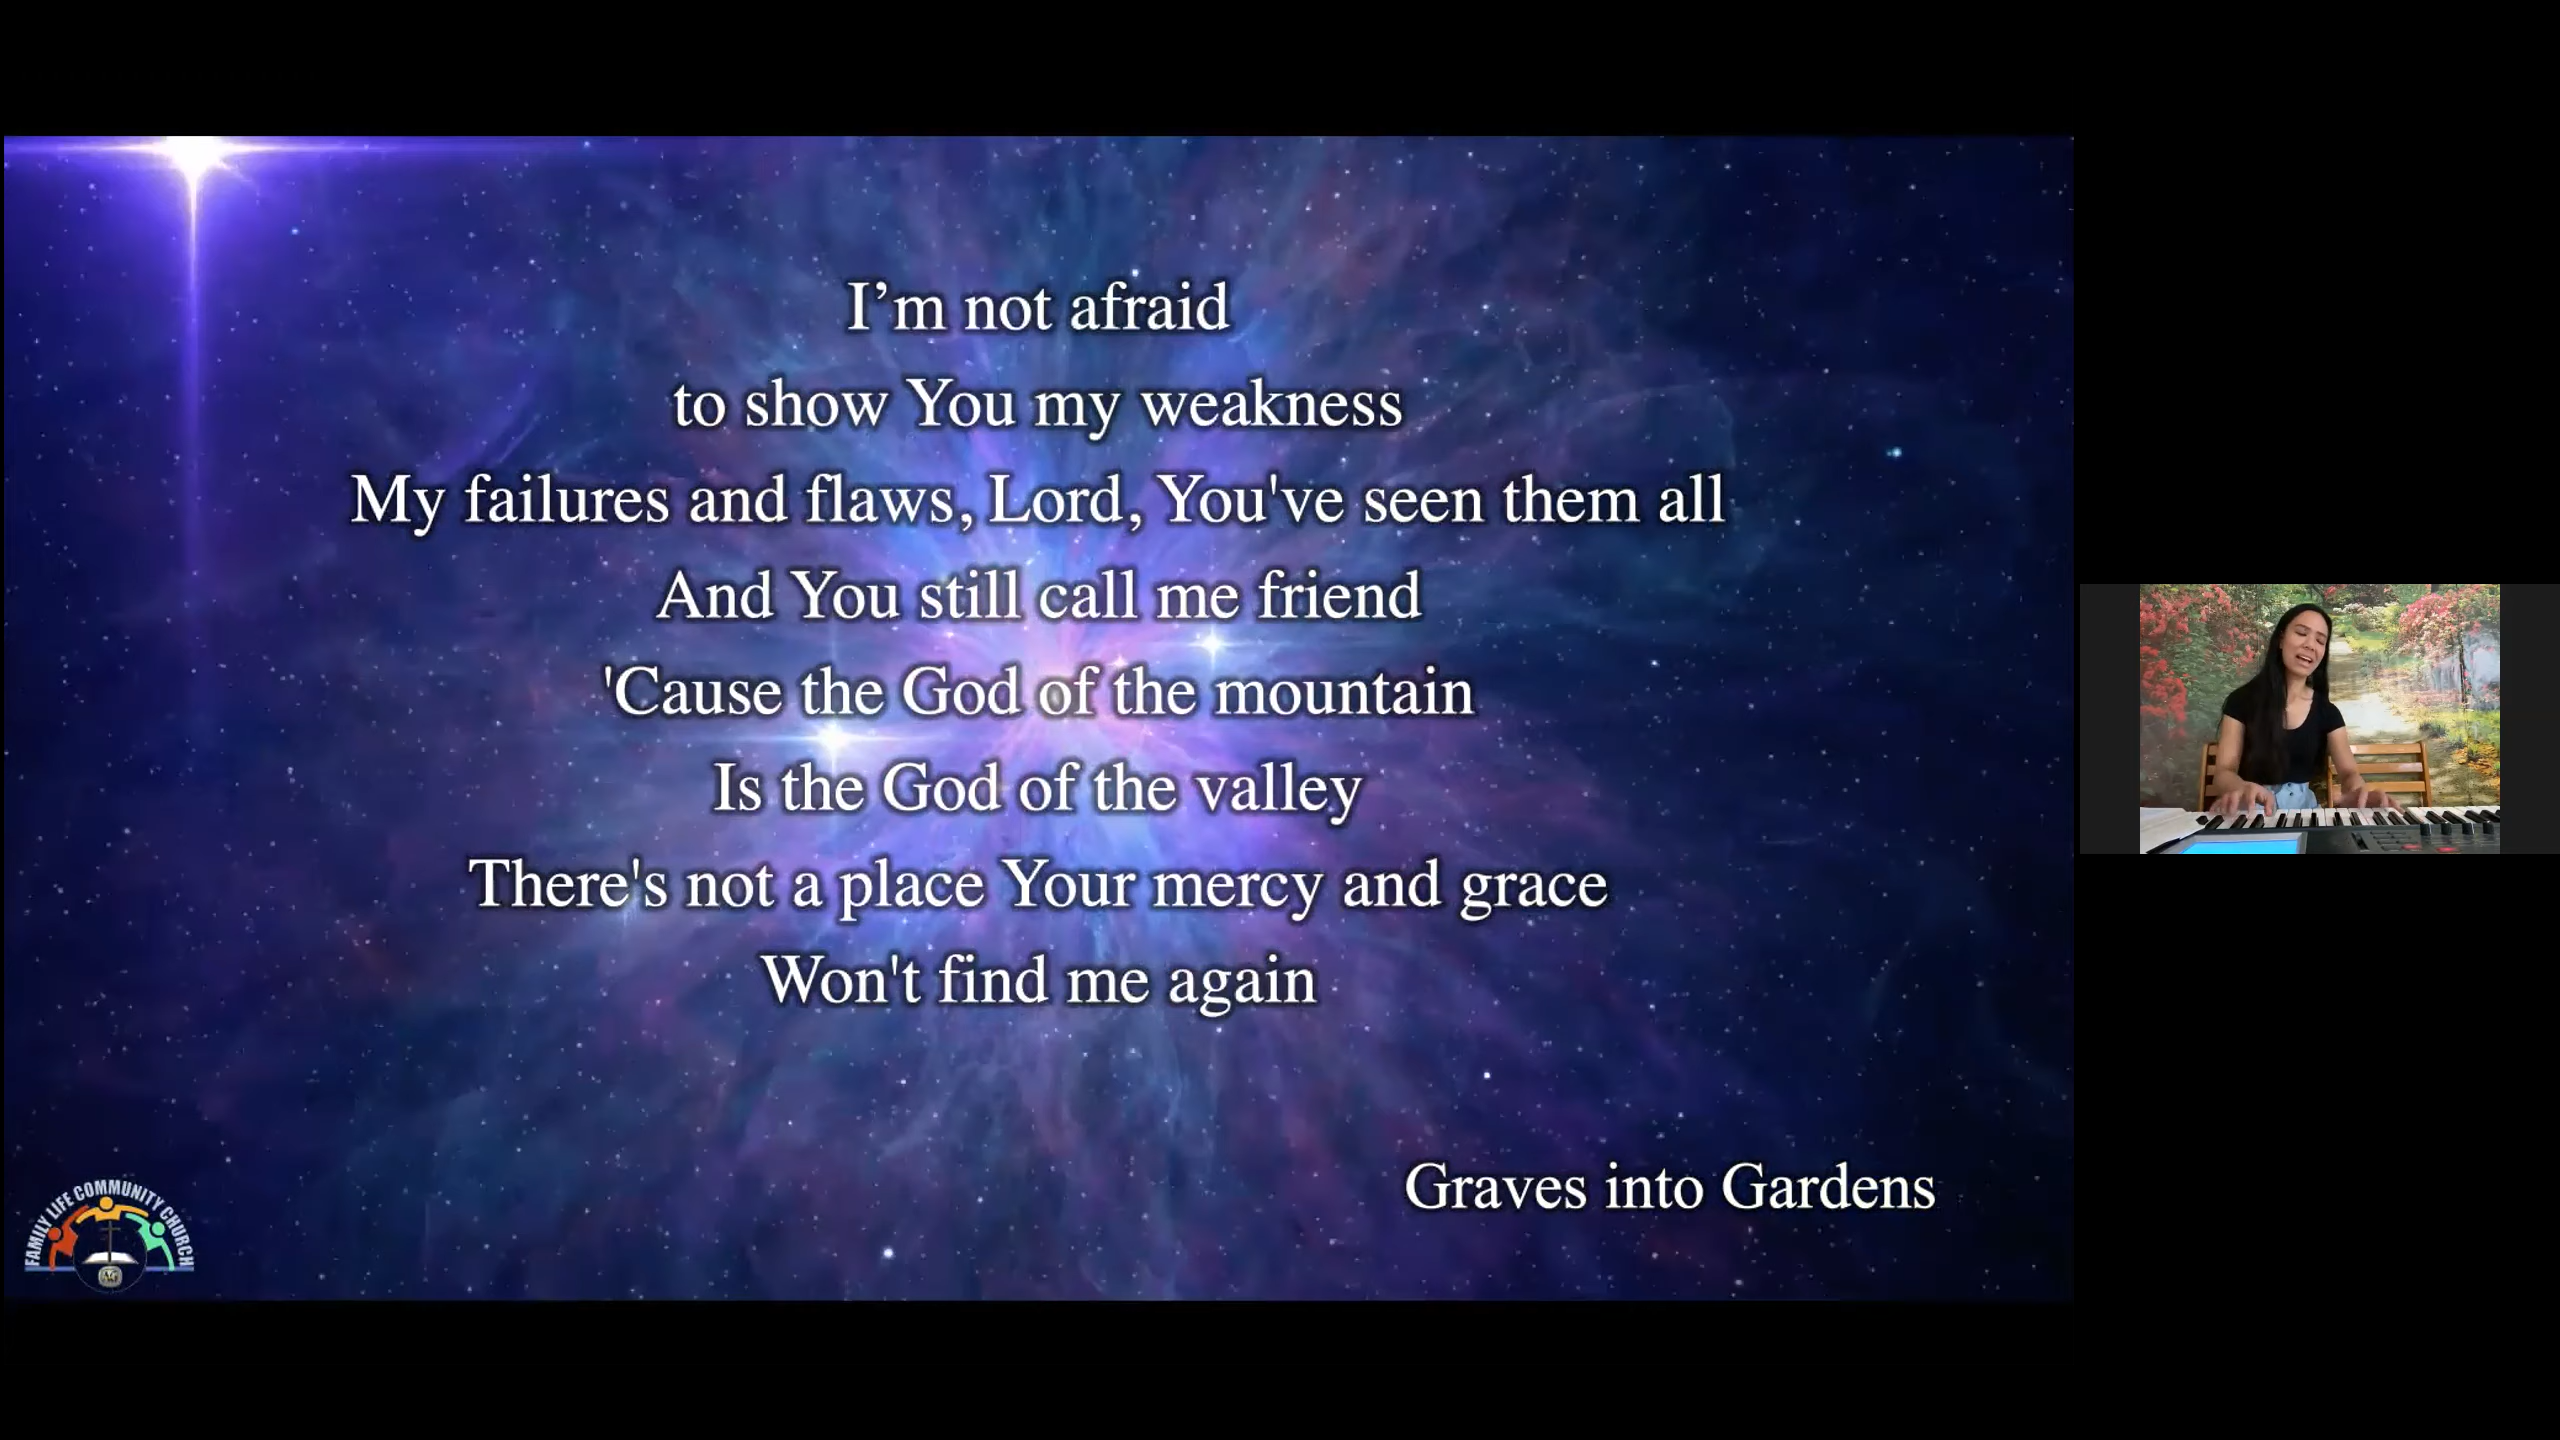 I’m not afraid
to show You my weakness
My failures and flaws, Lord, You've seen them all
And You still call me friend
'Cause the God of the mountain
Is the God of the valley
There's not a place Your mercy and grace
Won't find me again
Graves into Gardens
FAMILY LIFE COMMUNITY CHURCH
AG